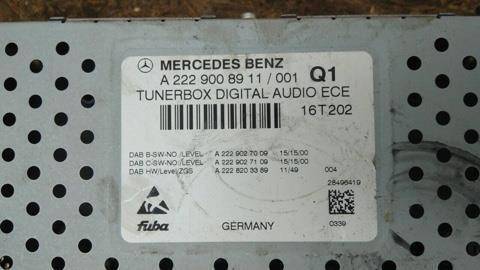 MERCEDES BENZ
A 222 900 89 11 / 001 Q1
TUNERBOX DIGITAL AUDIO ECE
16T202
DAB B-SW-NO./LEVEL A 222 902 70 09 15/15/00
DAB C-SW-NO./LEVEL A 222 902 71 09 15/15/00
DAB HW/Level ZGS A 222 820 33 89 11/49 004
28496419
fuba GERMANY 0339